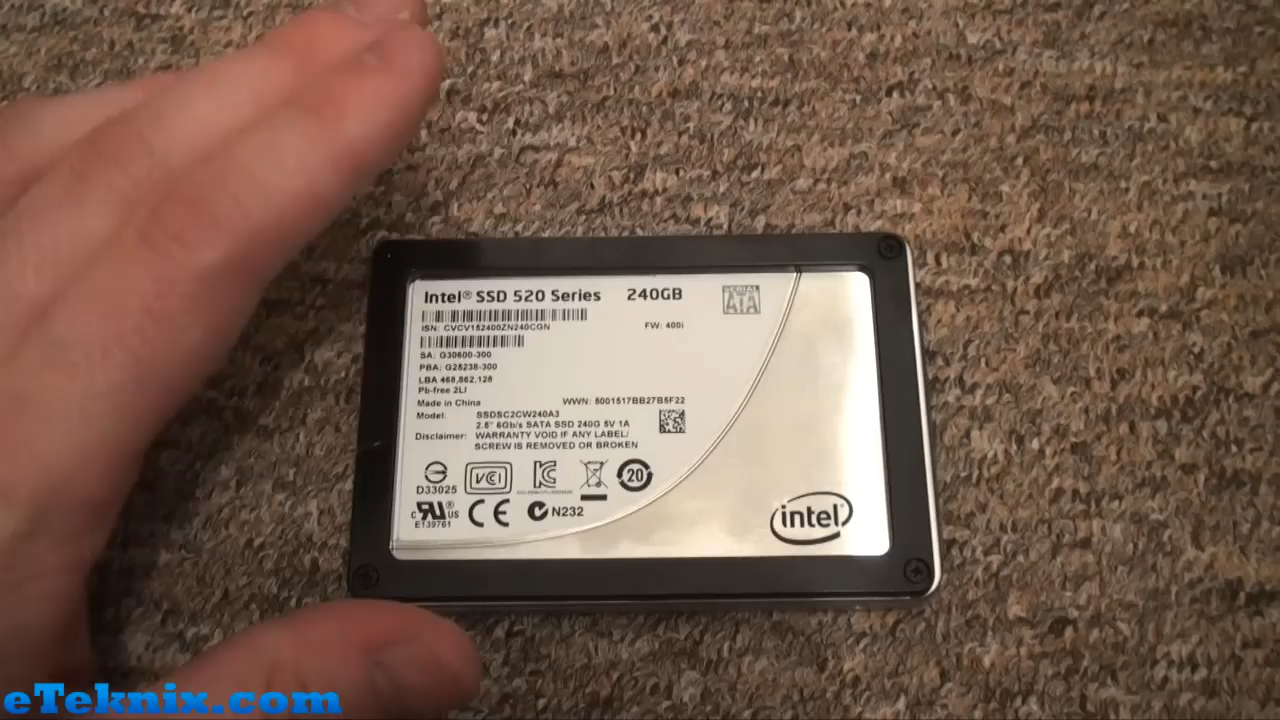 Intel® SSD 520 Series 240GB SERIAL ATA
ISN: CVCV152400ZN240CGN FW: 400i
SA: G30600-300
PBA: G28238-300
LBA 468,862,128
Pb-free 2LI
Made in China WWN: 5001517BB27B5F22
Model: SSDSC2CW240A3
2.5" 6Gb/s SATA SSD 240G 5V 1A
Disclaimer: WARRANTY VOID IF ANY LABEL/
SCREW IS REMOVED OR BROKEN
D33025 VCI 20
c UL® US CE N232
E139761
intel®
eTeknix.com